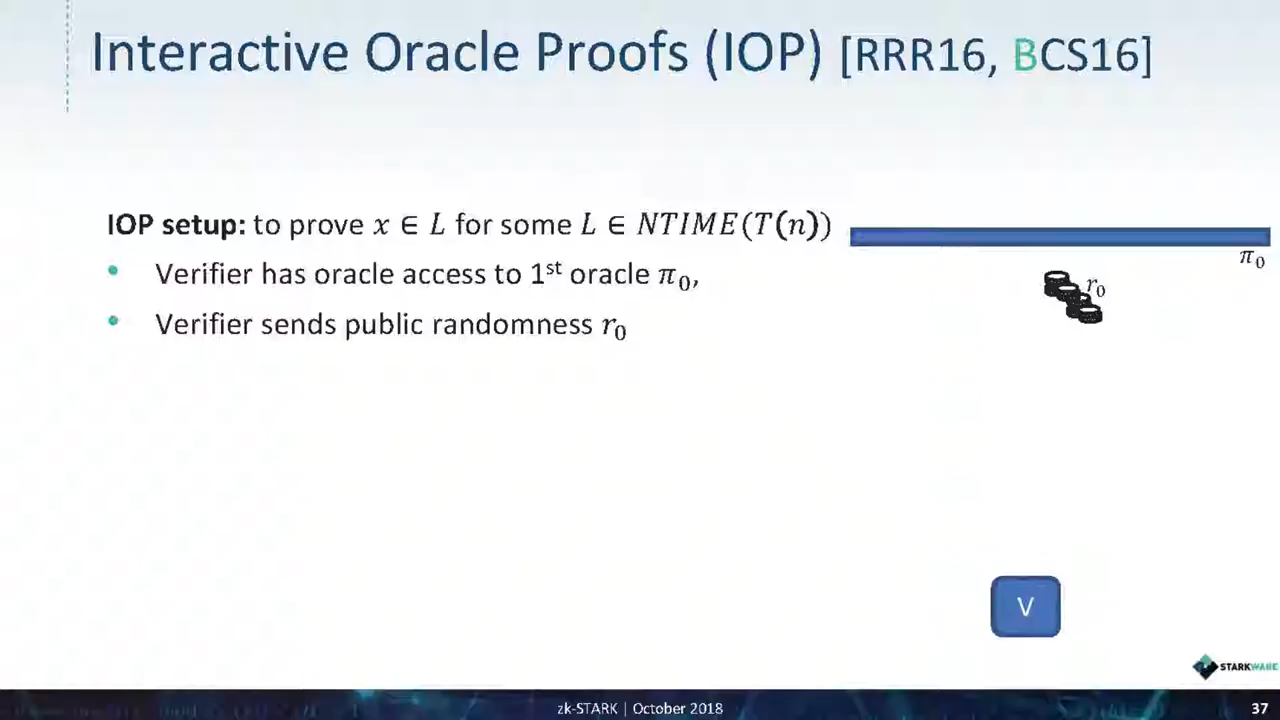 Interactive Oracle Proofs (IOP) [RRR16, BCS16]
IOP setup: to prove 𝑥 ∈ 𝐿 for some 𝐿 ∈ 𝑁𝑇𝐼𝑀𝐸(𝑇(𝑛))
• Verifier has oracle access to 1st oracle π₀,
• Verifier sends public randomness r₀
π₀
r₀
V
STARKWARE
zk-STARK | October 2018
37